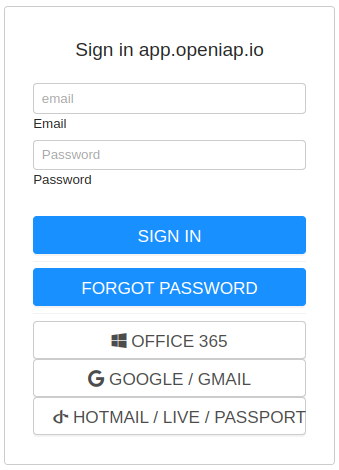 Sign in app.openiap.io
email
Email
Password
Password
SIGN IN
FORGOT PASSWORD
OFFICE 365
GOOGLE / GMAIL
HOTMAIL / LIVE / PASSPORT